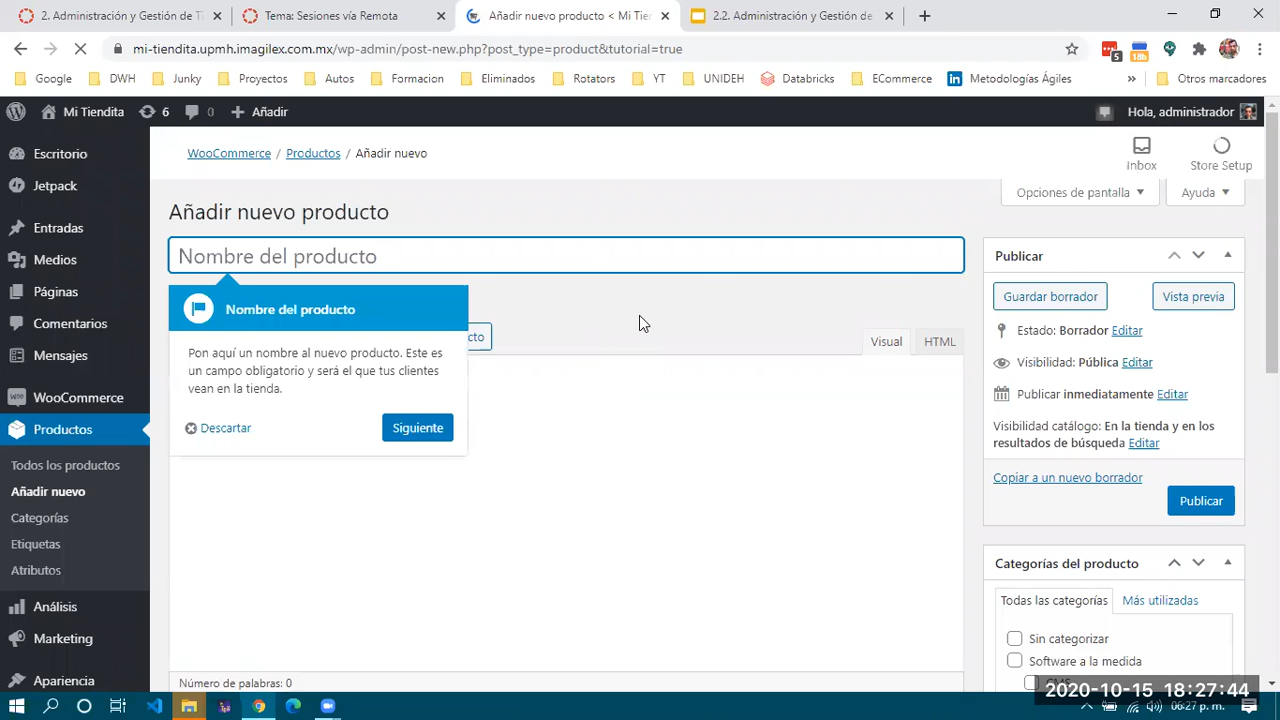 2. Administración y Gestión de Ti
Tema: Sesiones vía Remota
Añadir nuevo producto < Mi Tien
2.2. Administración y Gestión de
mi-tiendita.upmh.imagilex.com.mx/wp-admin/post-new.php?post_type=product&tutorial=true
5
18h
Google
DWH
Junky
Proyectos
Autos
Formacion
Eliminados
Rotators
YT
UNIDEH
Databricks
ECommerce
Metodologías Ágiles
»
Otros marcadores
Mi Tiendita
6
0
Añadir
Hola, administrador
Escritorio
Jetpack
Entradas
Medios
Páginas
Comentarios
Mensajes
WooCommerce
Productos
Todos los productos
Añadir nuevo
Categorías
Etiquetas
Atributos
Análisis
Marketing
Apariencia
WooCommerce / Productos / Añadir nuevo
Inbox
Store Setup
Opciones de pantalla
Ayuda
Añadir nuevo producto
Nombre del producto
Nombre del producto
Pon aquí un nombre al nuevo producto. Este es
un campo obligatorio y será el que tus clientes
vean en la tienda.
Descartar
Siguiente
cto
Visual
HTML
Número de palabras: 0
Publicar
Guardar borrador
Vista previa
Estado: Borrador Editar
Visibilidad: Pública Editar
Publicar inmediatamente Editar
Visibilidad catálogo: En la tienda y en los
resultados de búsqueda Editar
Copiar a un nuevo borrador
Publicar
Categorías del producto
Todas las categorías
Más utilizadas
Sin categorizar
Software a la medida
2020-10-15 18:27:44
06:27 p. m.